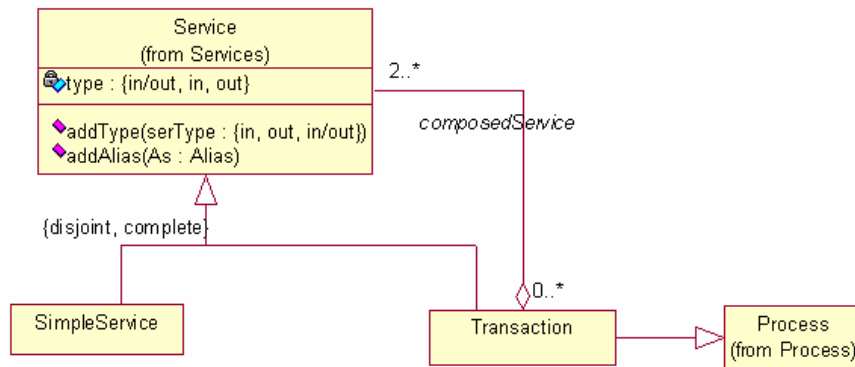 Service
(from Services)
type : {in/out, in, out}
addType(serType : {in, out, in/out})
addAlias(As : Alias)
2..*
composedService
{disjoint, complete}
0..*
SimpleService
Transaction
Process
(from Process)